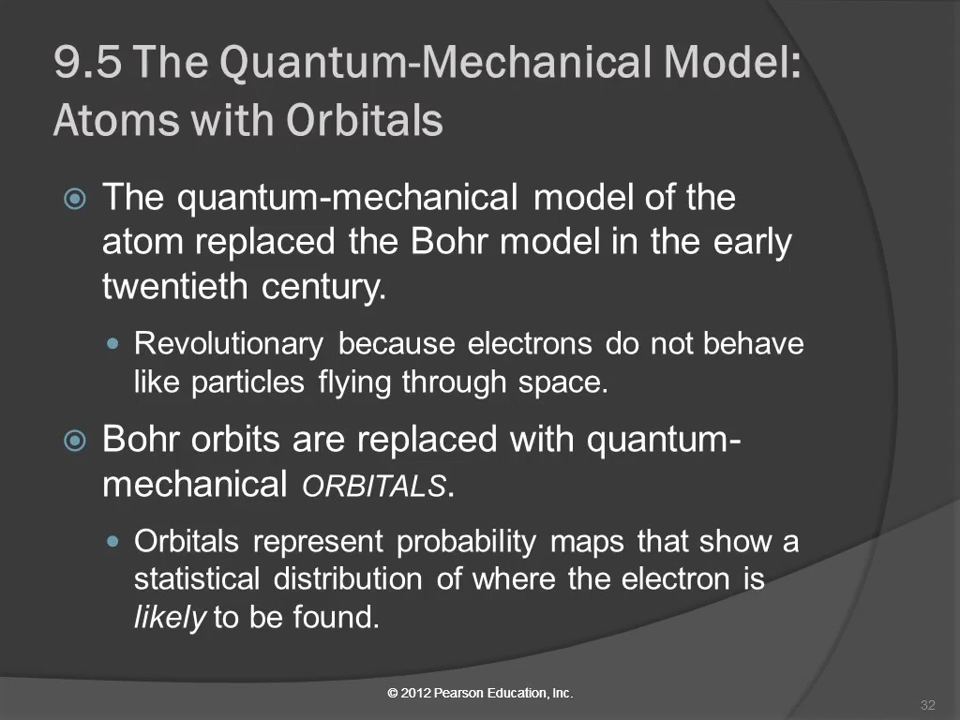 9.5 The Quantum-Mechanical Model:
Atoms with Orbitals
The quantum-mechanical model of the
atom replaced the Bohr model in the early
twentieth century.
Revolutionary because electrons do not behave
like particles flying through space.
Bohr orbits are replaced with quantum-
mechanical ORBITALS.
Orbitals represent probability maps that show a
statistical distribution of where the electron is
likely to be found.
© 2012 Pearson Education, Inc.
32